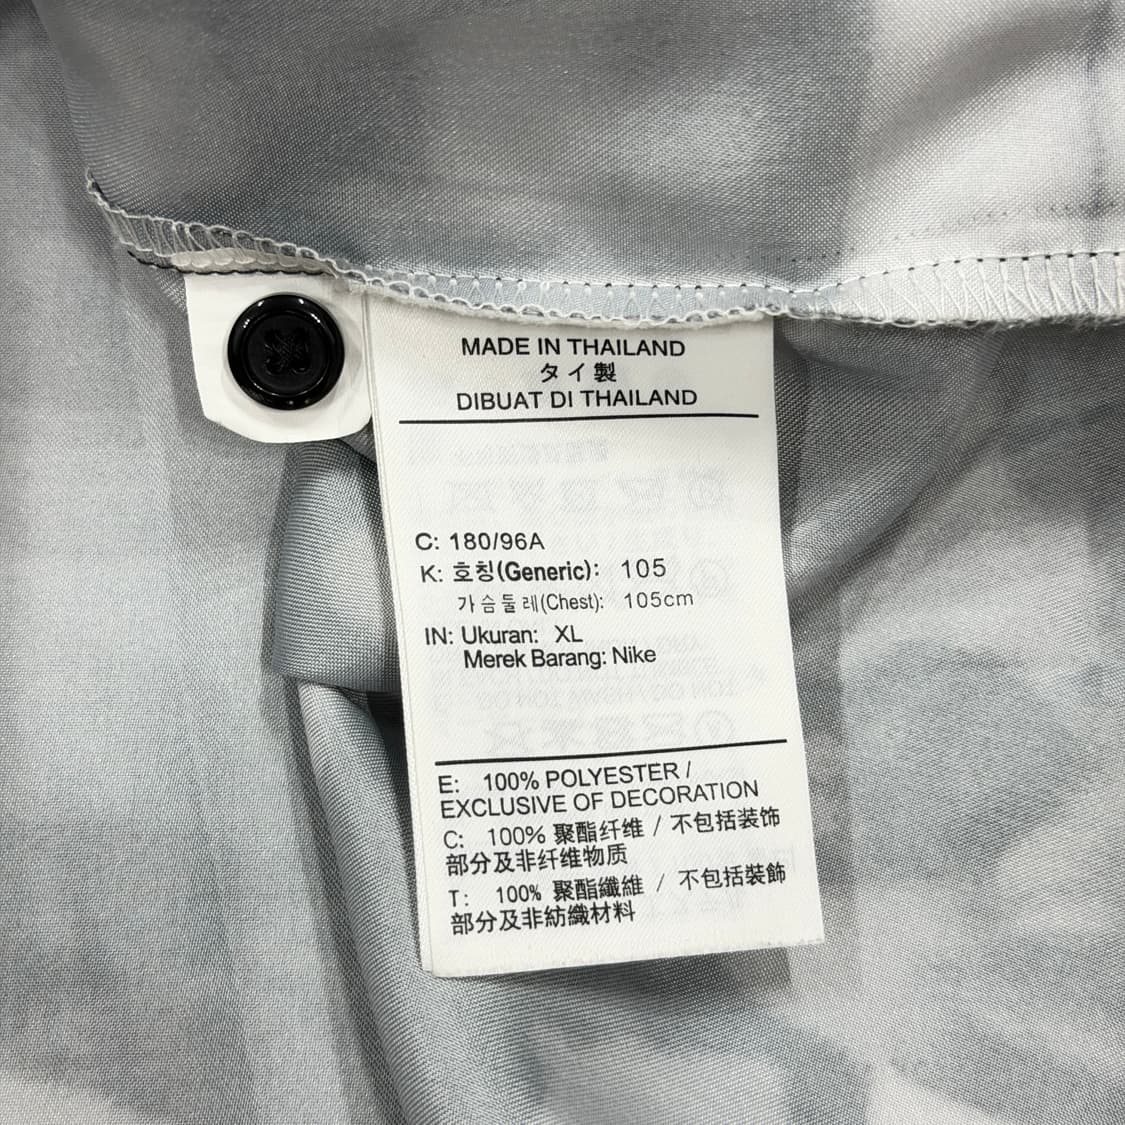 MADE IN THAILAND
タイ製
DIBUAT DI THAILAND
C: 180/96A
K: 호칭(Generic): 105
가슴둘레(Chest): 105cm
IN: Ukuran: XL
Merek Barang: Nike
E: 100% POLYESTER /
EXCLUSIVE OF DECORATION
C: 100% 聚酯纤维 / 不包括装饰
部分及非纤维物质
T: 100% 聚酯纖維 / 不包括裝飾
部分及非紡織材料